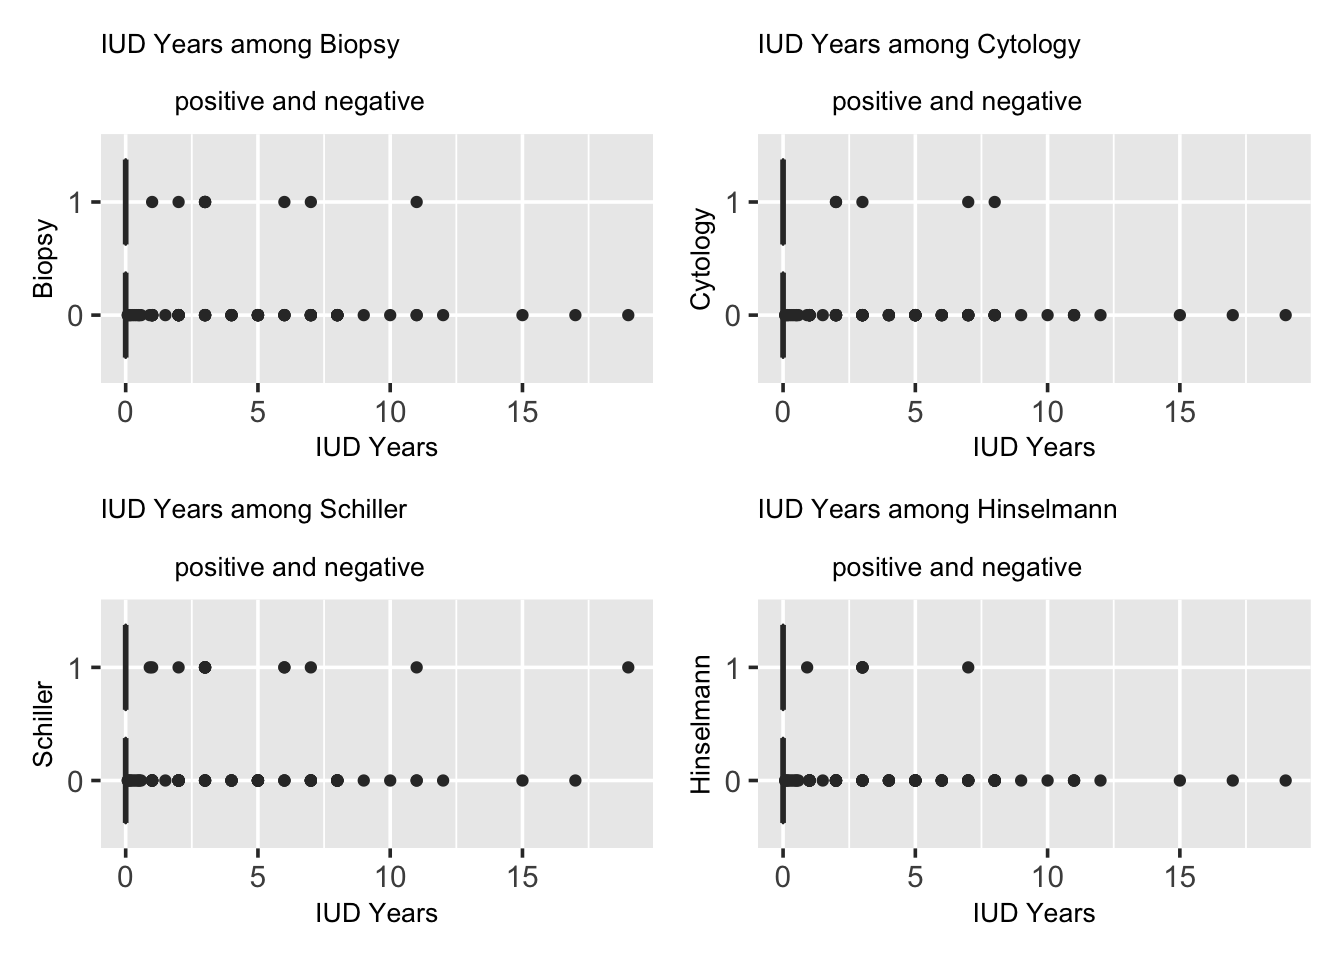 IUD Years among Biopsy
positive and negative
Biopsy
1
0
0 5 10 15
IUD Years
IUD Years among Cytology
positive and negative
Cytology
1
0
0 5 10 15
IUD Years
IUD Years among Schiller
positive and negative
Schiller
1
0
0 5 10 15
IUD Years
IUD Years among Hinselmann
positive and negative
Hinselmann
1
0
0 5 10 15
IUD Years